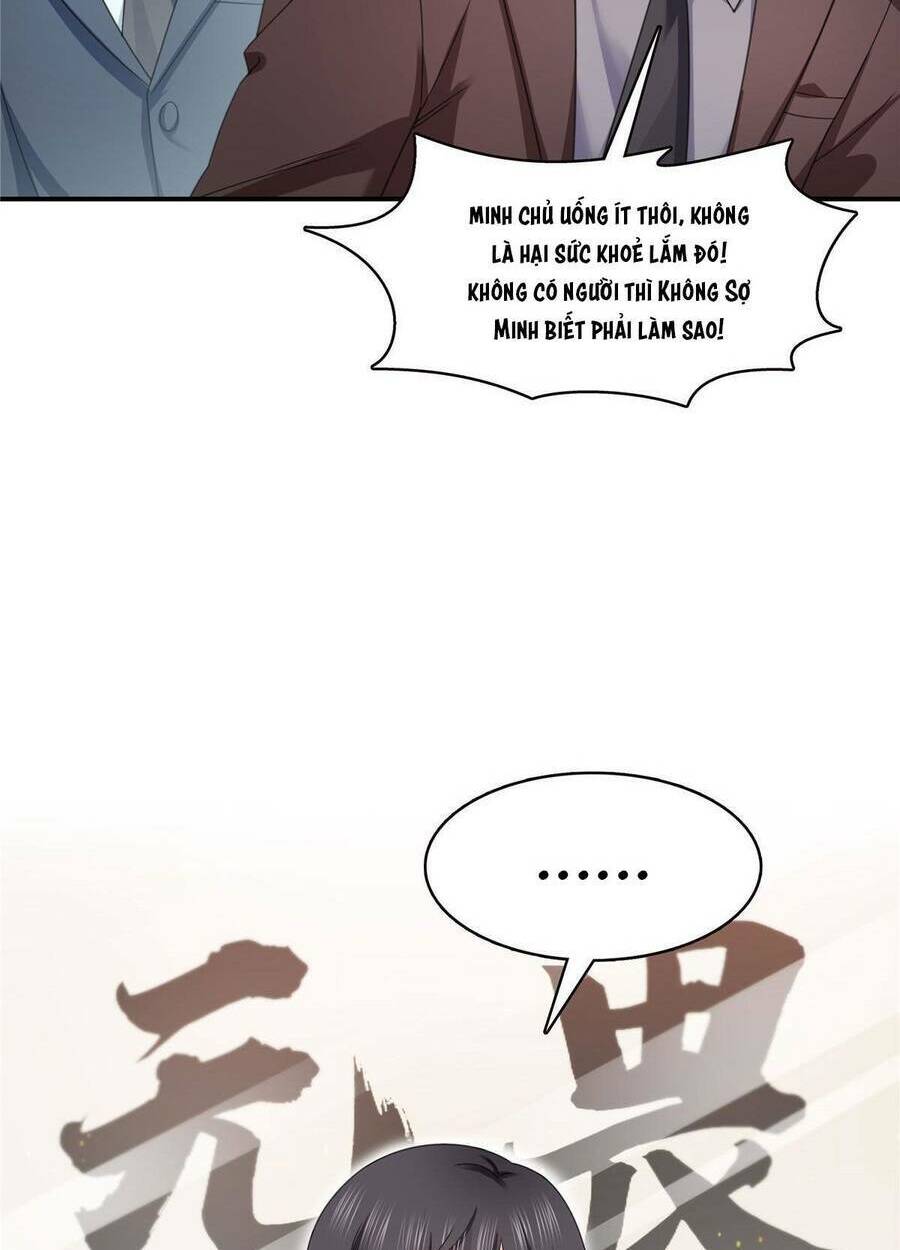 MINH CHỦ UỐNG ÍT THÔI, KHÔNG
LÀ HẠI SỨC KHOẺ LẮM ĐÓ!
KHÔNG CÓ NGƯỜI THÌ KHÔNG SỢ
MINH BIẾT PHẢI LÀM SAO!
......